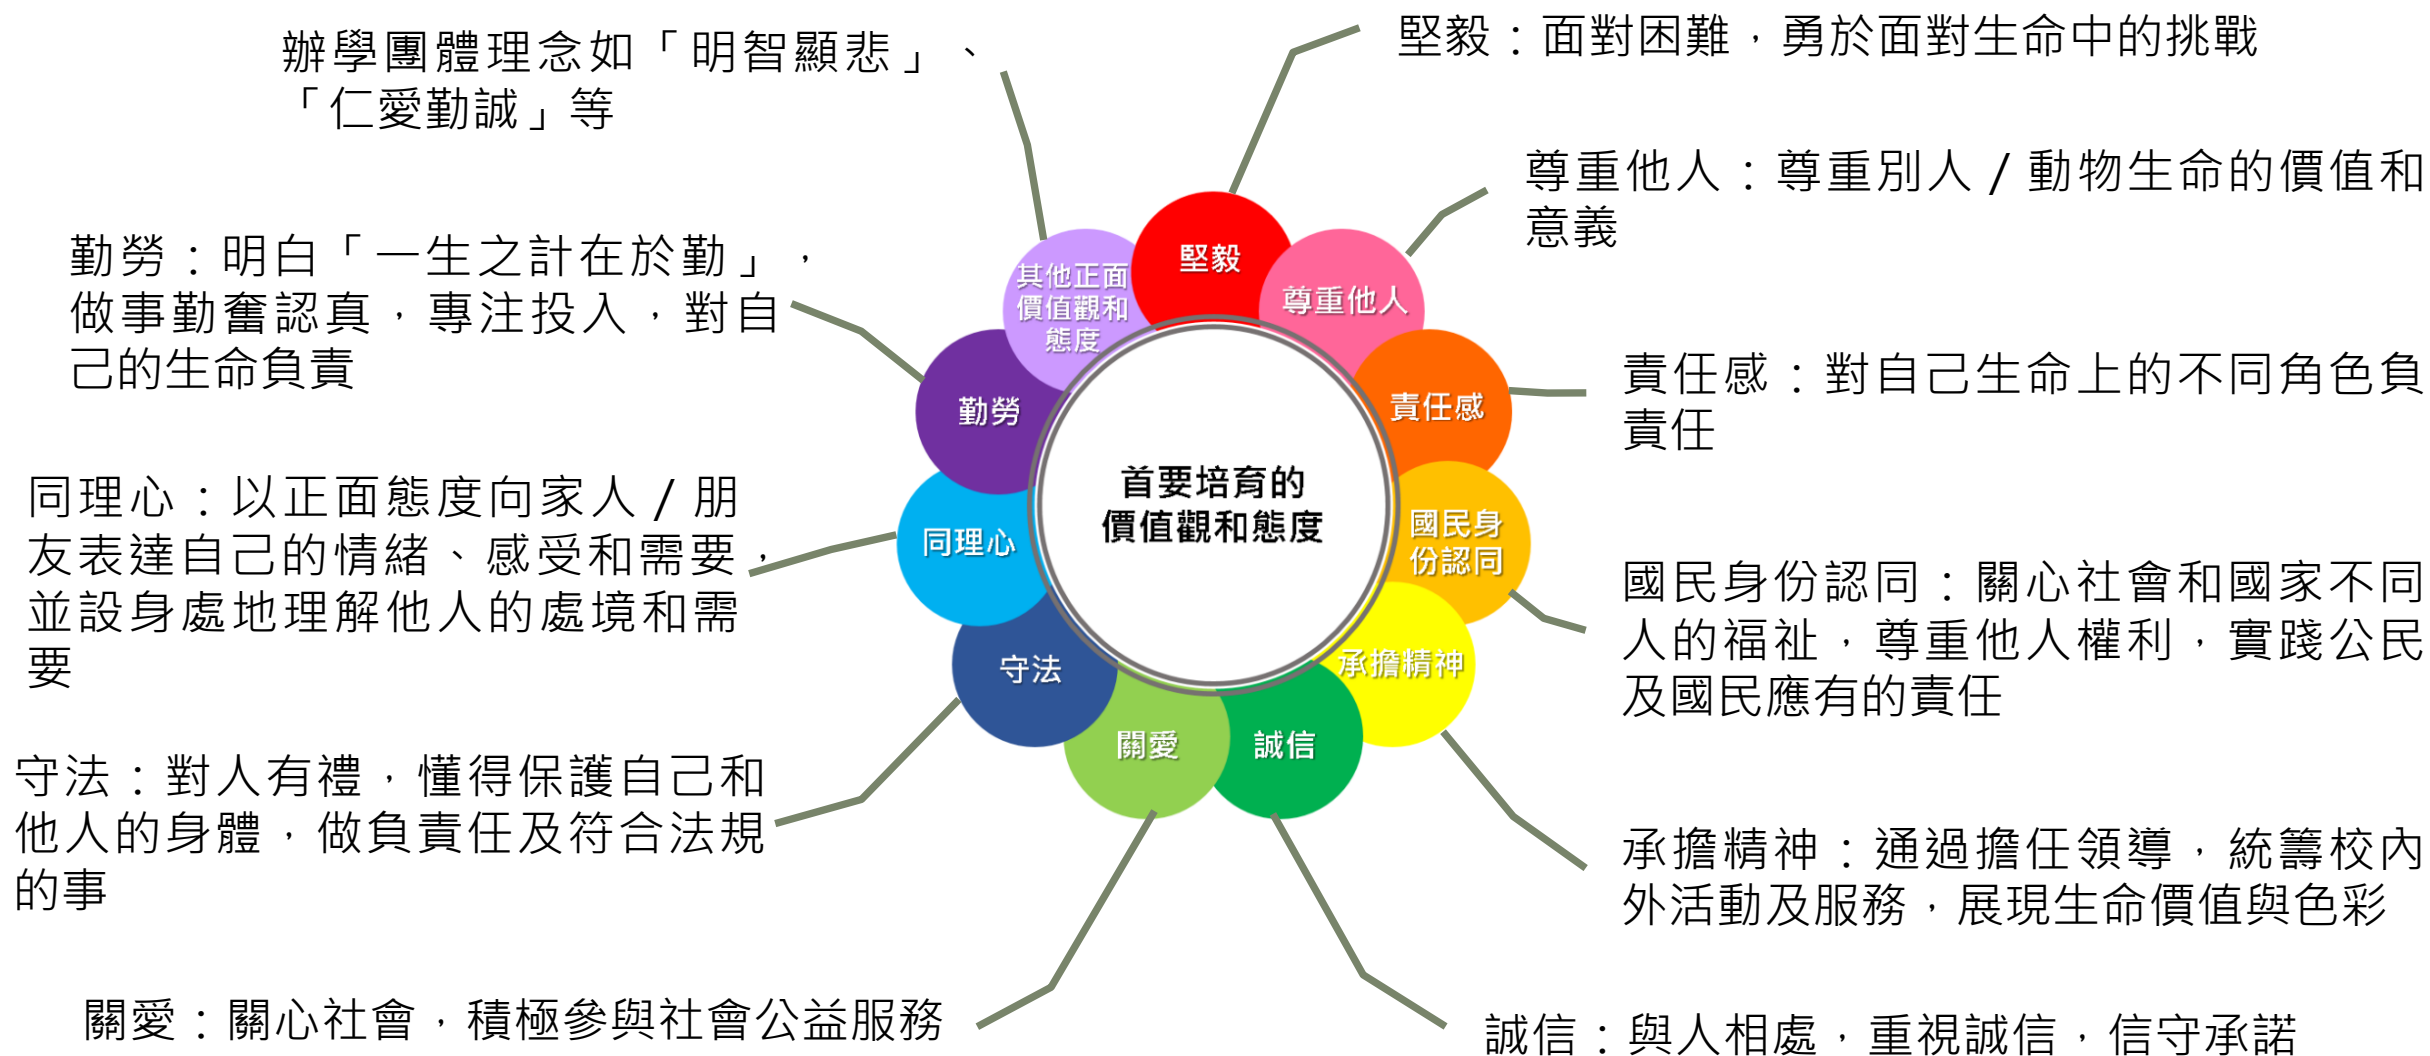 辦學團體理念如「明智顯悲」、
「仁愛勤誠」等
堅毅：面對困難，勇於面對生命中的挑戰
尊重他人：尊重別人 / 動物生命的價值和
意義
責任感：對自己生命上的不同角色負
責任
國民身份認同：關心社會和國家不同
人的福祉，尊重他人權利，實踐公民
及國民應有的責任
承擔精神：通過擔任領導，統籌校內
外活動及服務，展現生命價值與色彩
誠信：與人相處，重視誠信，信守承諾
關愛：關心社會，積極參與社會公益服務
守法：對人有禮，懂得保護自己和
他人的身體，做負責任及符合法規
的事
同理心：以正面態度向家人 / 朋
友表達自己的情緒、感受和需要，
並設身處地理解他人的處境和需
要
勤勞：明白「一生之計在於勤」，
做事勤奮認真，專注投入，對自
己的生命負責
首要培育的
價值觀和態度
堅毅
尊重他人
責任感
國民身
份認同
承擔精神
誠信
關愛
守法
同理心
勤勞
其他正面
價值觀和
態度